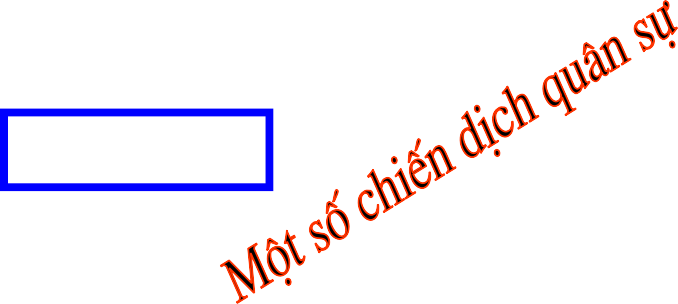 Một số chiến dịch quân sự